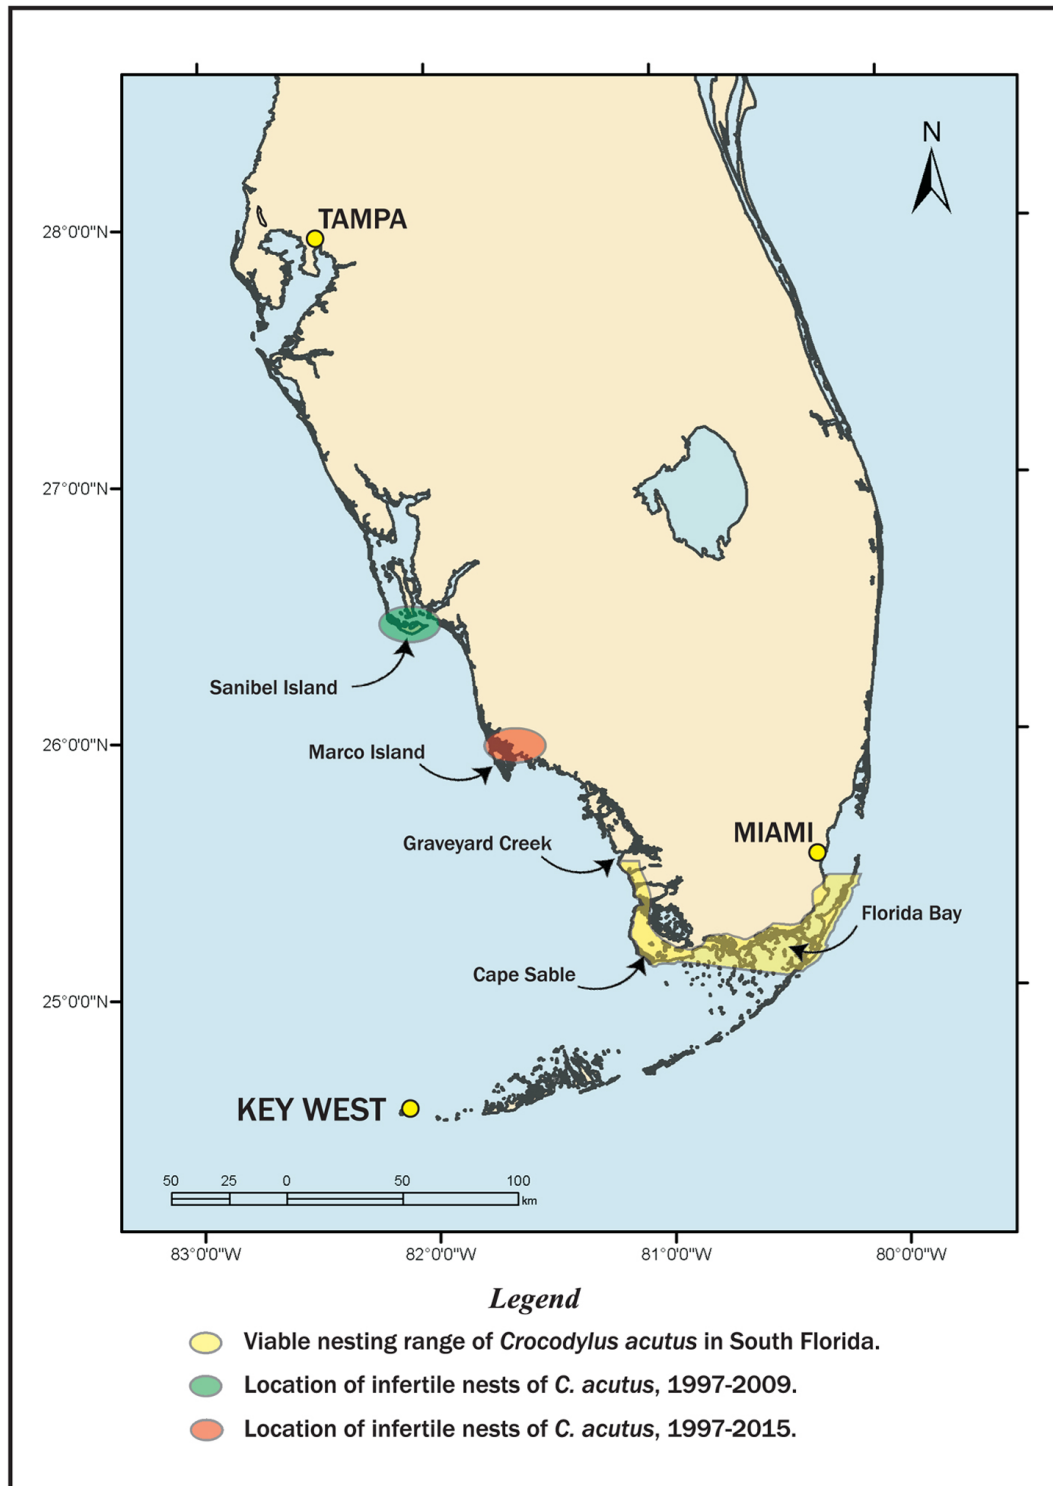 N
TAMPA
28°0'0"N
27°0'0"N
Sanibel Island
26°0'0"N
Marco Island
MIAMI
Graveyard Creek
Florida Bay
Cape Sable
25°0'0"N
KEY WEST
50 25 0 50 100
km
83°0'0"W 82°0'0"W 81°0'0"W 80°0'0"W
Legend
Viable nesting range of Crocodylus acutus in South Florida.
Location of infertile nests of C. acutus, 1997-2009.
Location of infertile nests of C. acutus, 1997-2015.